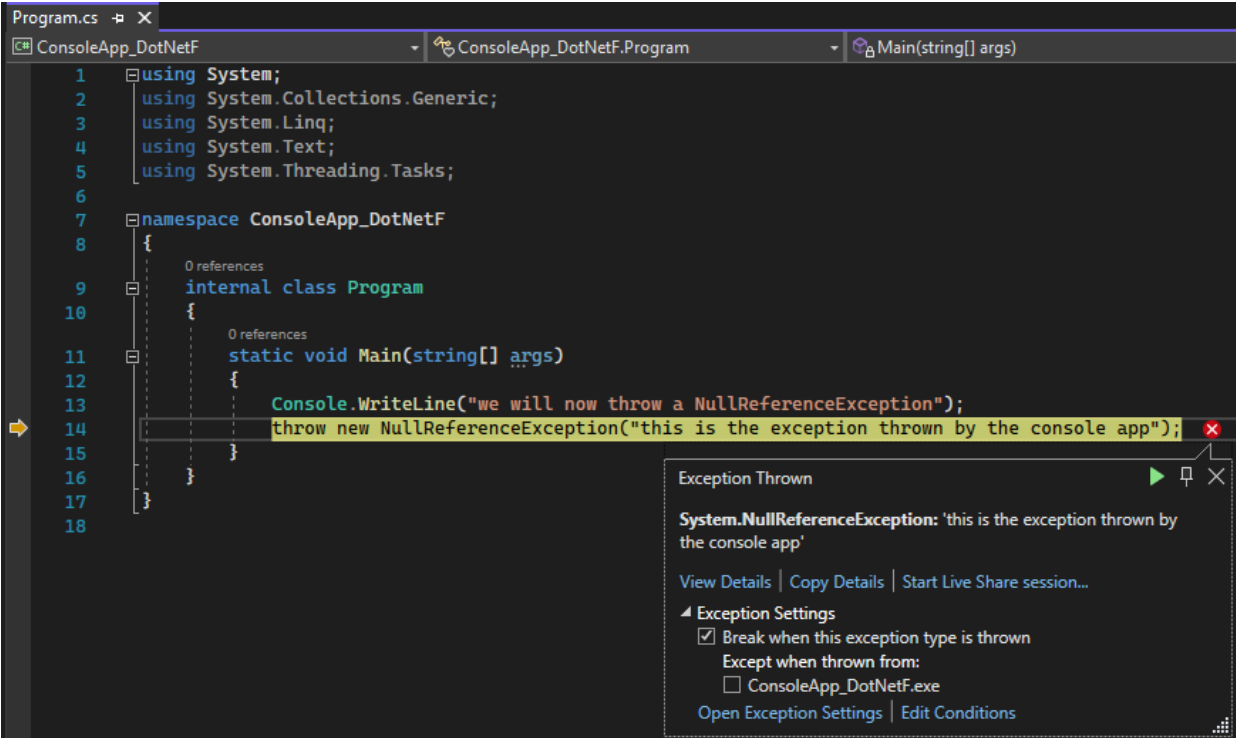 Program.cs
ConsoleApp_DotNetF ConsoleApp_DotNetF.Program Main(string[] args)
1 using System;
2 using System.Collections.Generic;
3 using System.Linq;
4 using System.Text;
5 using System.Threading.Tasks;
6
7 namespace ConsoleApp_DotNetF
8 {
0 references
9 internal class Program
10 {
0 references
11 static void Main(string[] args)
12 {
13 Console.WriteLine("we will now throw a NullReferenceException");
14 throw new NullReferenceException("this is the exception thrown by the console app");
15 }
16 }
17 }
18
Exception Thrown
System.NullReferenceException: 'this is the exception thrown by
the console app'
View Details | Copy Details | Start Live Share session...
Exception Settings
Break when this exception type is thrown
Except when thrown from:
ConsoleApp_DotNetF.exe
Open Exception Settings | Edit Conditions